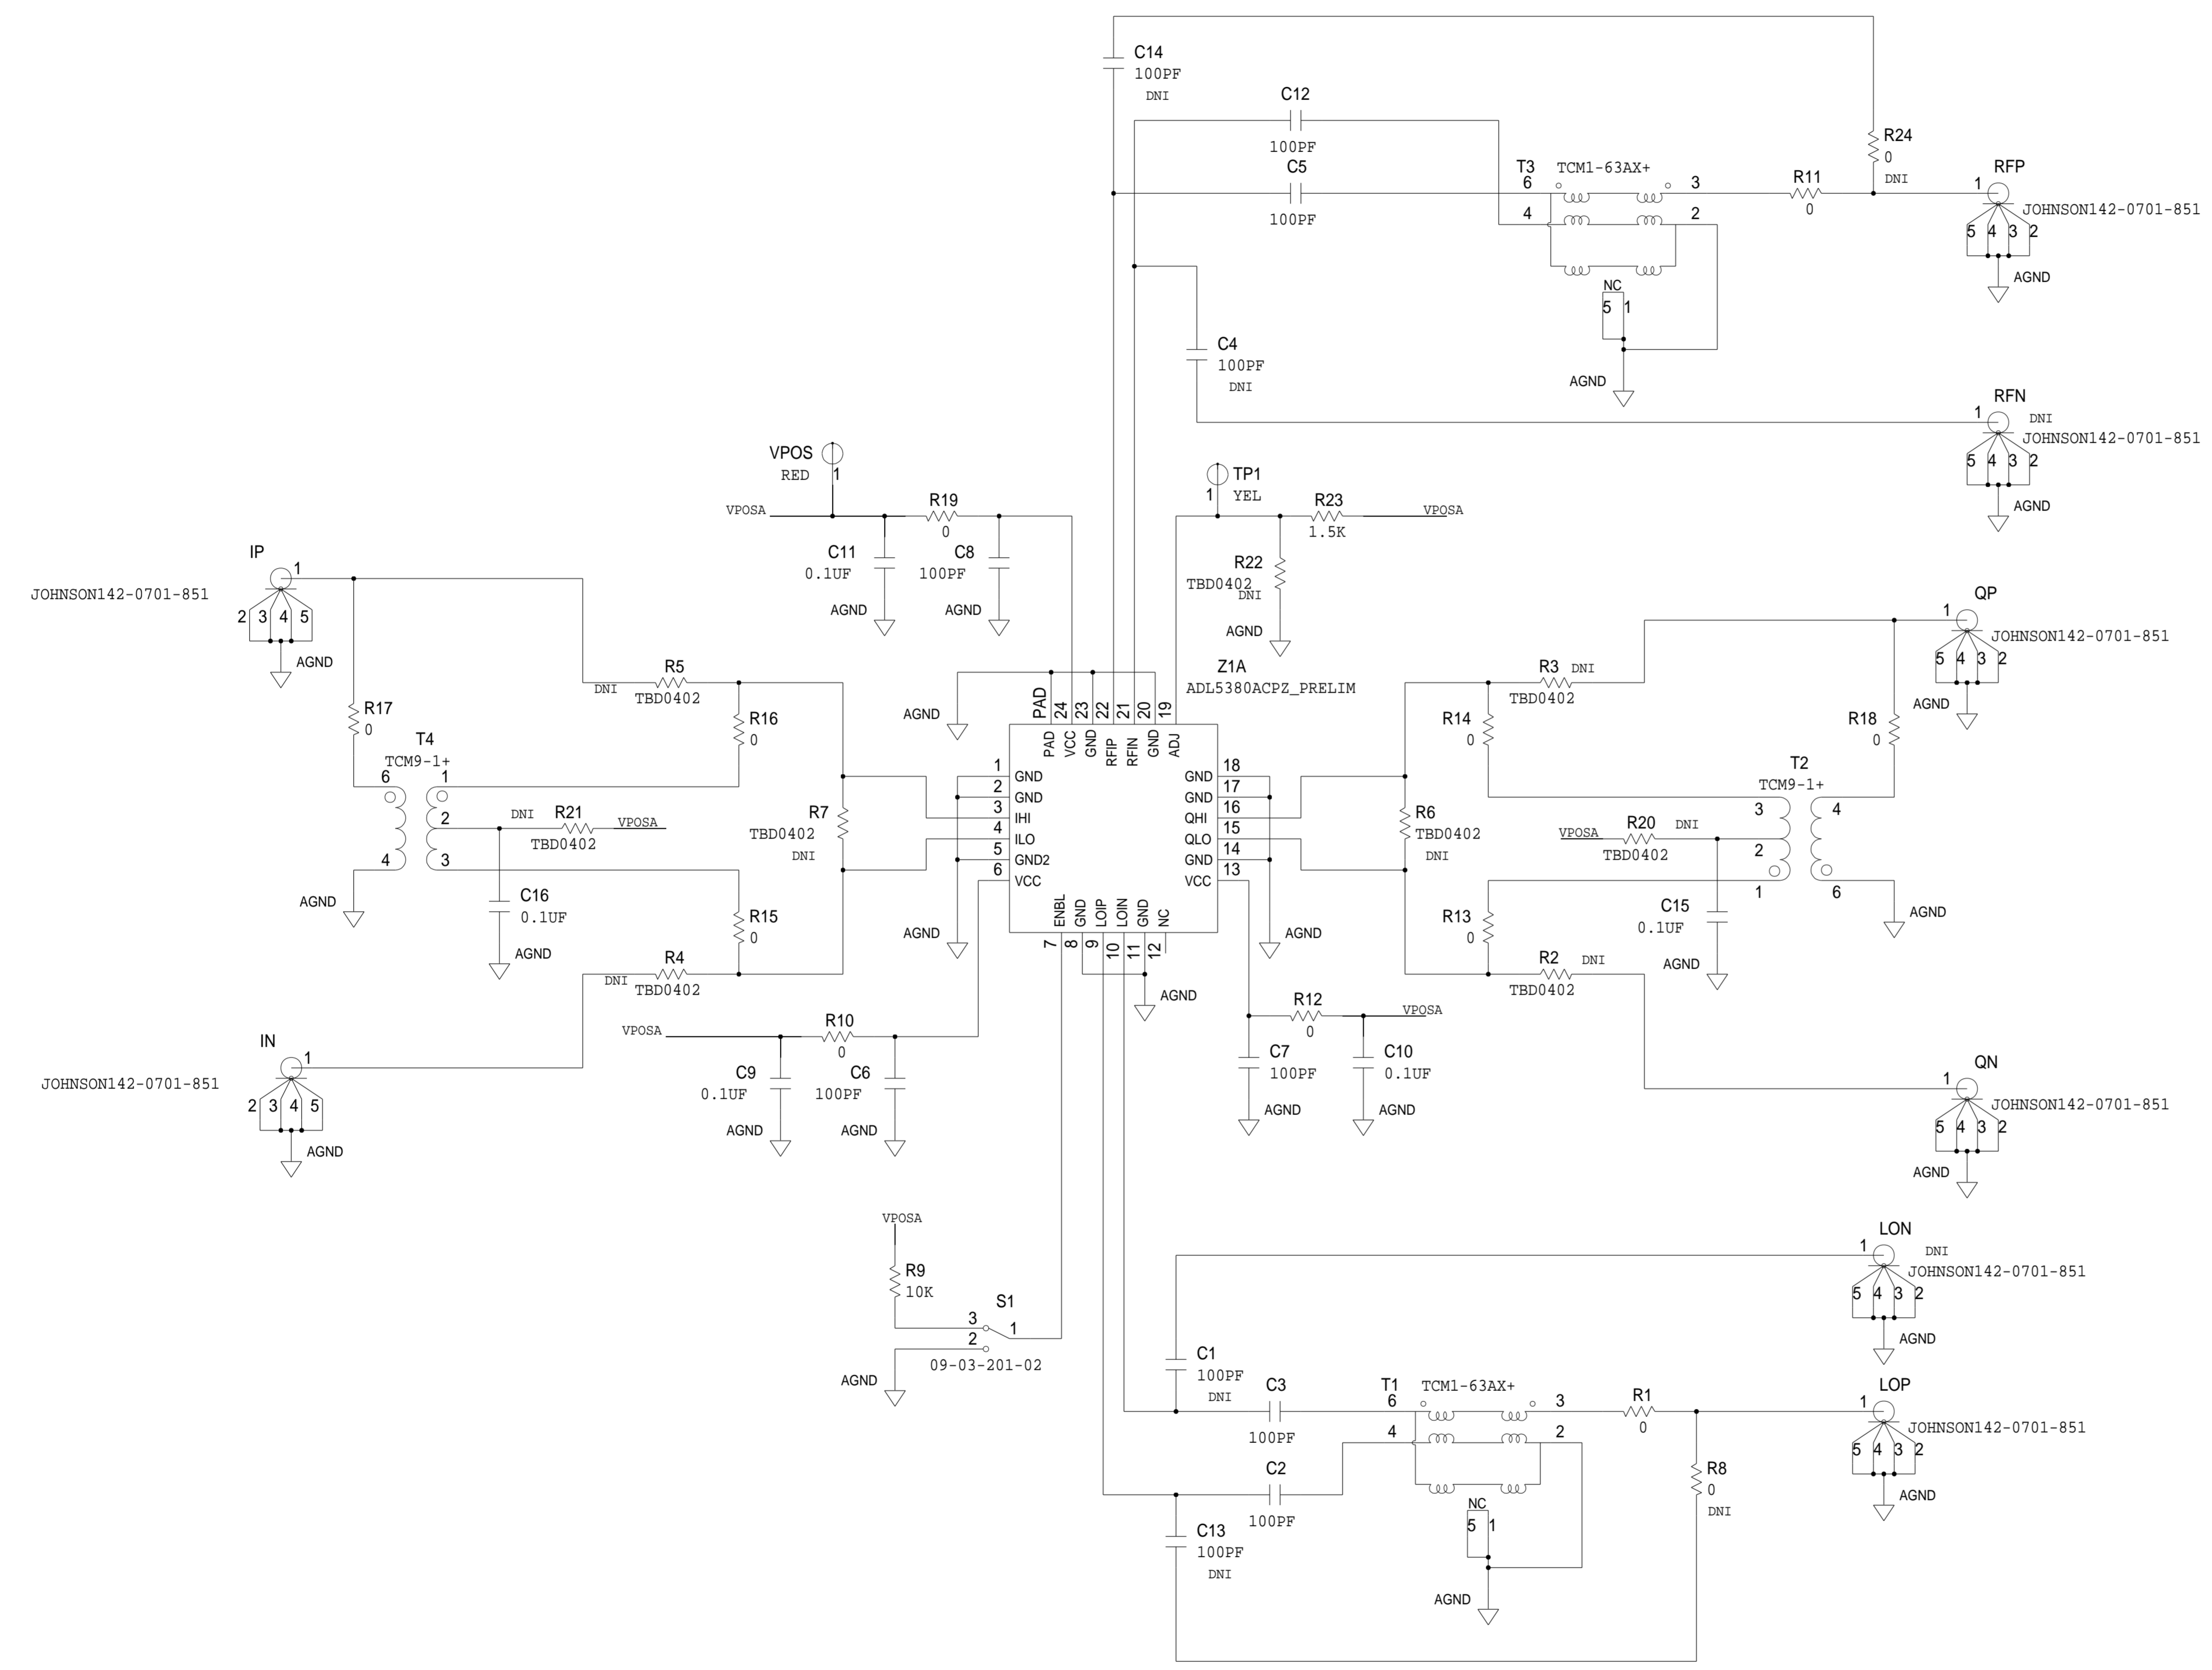 C14
100PF
DNI
C12
100PF
C5
100PF
R24
0
DNI
T3
TCM1-63AX+
6
3
4
2
R11
0
RFP
1
JOHNSON142-0701-851
5 4 3 2
AGND
NC
5 1
AGND
C4
100PF
DNI
RFN
1
DNI
JOHNSON142-0701-851
5 4 3 2
AGND
VPOS
RED
1
VPOSA
R19
0
C11
0.1UF
C8
100PF
AGND
AGND
TP1
1
YEL
R23
1.5K
VPOSA
R22
TBD0402
DNI
AGND
IP
1
JOHNSON142-0701-851
2 3 4 5
AGND
R17
0
T4
TCM9-1+
6
1
2
4
3
AGND
R5
DNI
TBD0402
R16
0
DNI
R21
TBD0402
VPOSA
C16
0.1UF
AGND
R15
0
R4
DNI
TBD0402
R7
TBD0402
DNI
IN
1
JOHNSON142-0701-851
2 3 4 5
AGND
Z1A
ADL5380ACPZ_PRELIM
AGND
PAD
24
23
22
21
20
19
PAD
VCC
GND
RFIP
RFIN
GND
ADJ
1 GND
2 GND
3 IHI
4 ILO
5 GND2
6 VCC
GND 18
GND 17
QHI 16
QLO 15
GND 14
VCC 13
ENBL
GND
LOIP
LOIN
GND
NC
7
8
9
10
11
12
AGND
AGND
AGND
VPOSA
R10
0
C9
0.1UF
C6
100PF
AGND
AGND
R12
0
VPOSA
C7
100PF
C10
0.1UF
AGND
AGND
R3
DNI
TBD0402
R14
0
R6
TBD0402
DNI
R13
0
R2
DNI
TBD0402
VPOSA
R20
DNI
TBD0402
C15
0.1UF
AGND
T2
TCM9-1+
3
4
2
1
6
R18
0
AGND
QP
1
JOHNSON142-0701-851
5 4 3 2
AGND
QN
1
JOHNSON142-0701-851
5 4 3 2
AGND
VPOSA
R9
10K
S1
3
1
2
09-03-201-02
AGND
LON
1
DNI
JOHNSON142-0701-851
5 4 3 2
AGND
C1
100PF
DNI
C3
100PF
C2
100PF
C13
100PF
DNI
T1
TCM1-63AX+
6
3
4
2
NC
5 1
AGND
R1
0
R8
0
DNI
LOP
1
JOHNSON142-0701-851
5 4 3 2
AGND